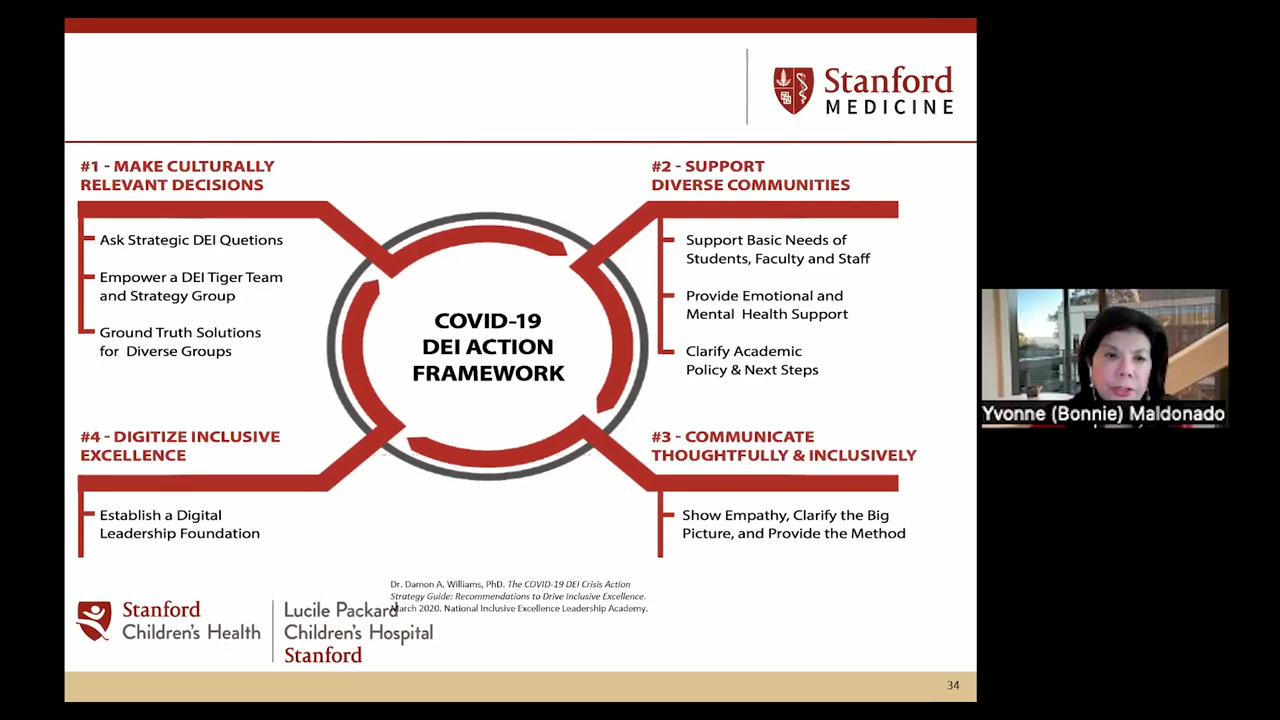 Stanford
MEDICINE
#1 - MAKE CULTURALLY
RELEVANT DECISIONS
Ask Strategic DEI Quetions
Empower a DEI Tiger Team
and Strategy Group
Ground Truth Solutions
for Diverse Groups
#2 - SUPPORT
DIVERSE COMMUNITIES
Support Basic Needs of
Students, Faculty and Staff
Provide Emotional and
Mental Health Support
Clarify Academic
Policy & Next Steps
COVID-19
DEI ACTION
FRAMEWORK
Yvonne (Bonnie) Maldonado
#4 - DIGITIZE INCLUSIVE
EXCELLENCE
Establish a Digital
Leadership Foundation
#3 - COMMUNICATE
THOUGHTFULLY & INCLUSIVELY
Show Empathy, Clarify the Big
Picture, and Provide the Method
Dr. Damon A. Williams, PhD. The COVID-19 DEI Crisis Action
Strategy Guide: Recommendations to Drive Inclusive Excellence.
March 2020. National Inclusive Excellence Leadership Academy.
Stanford
Children's Health
Lucile Packard
Children's Hospital
Stanford
34